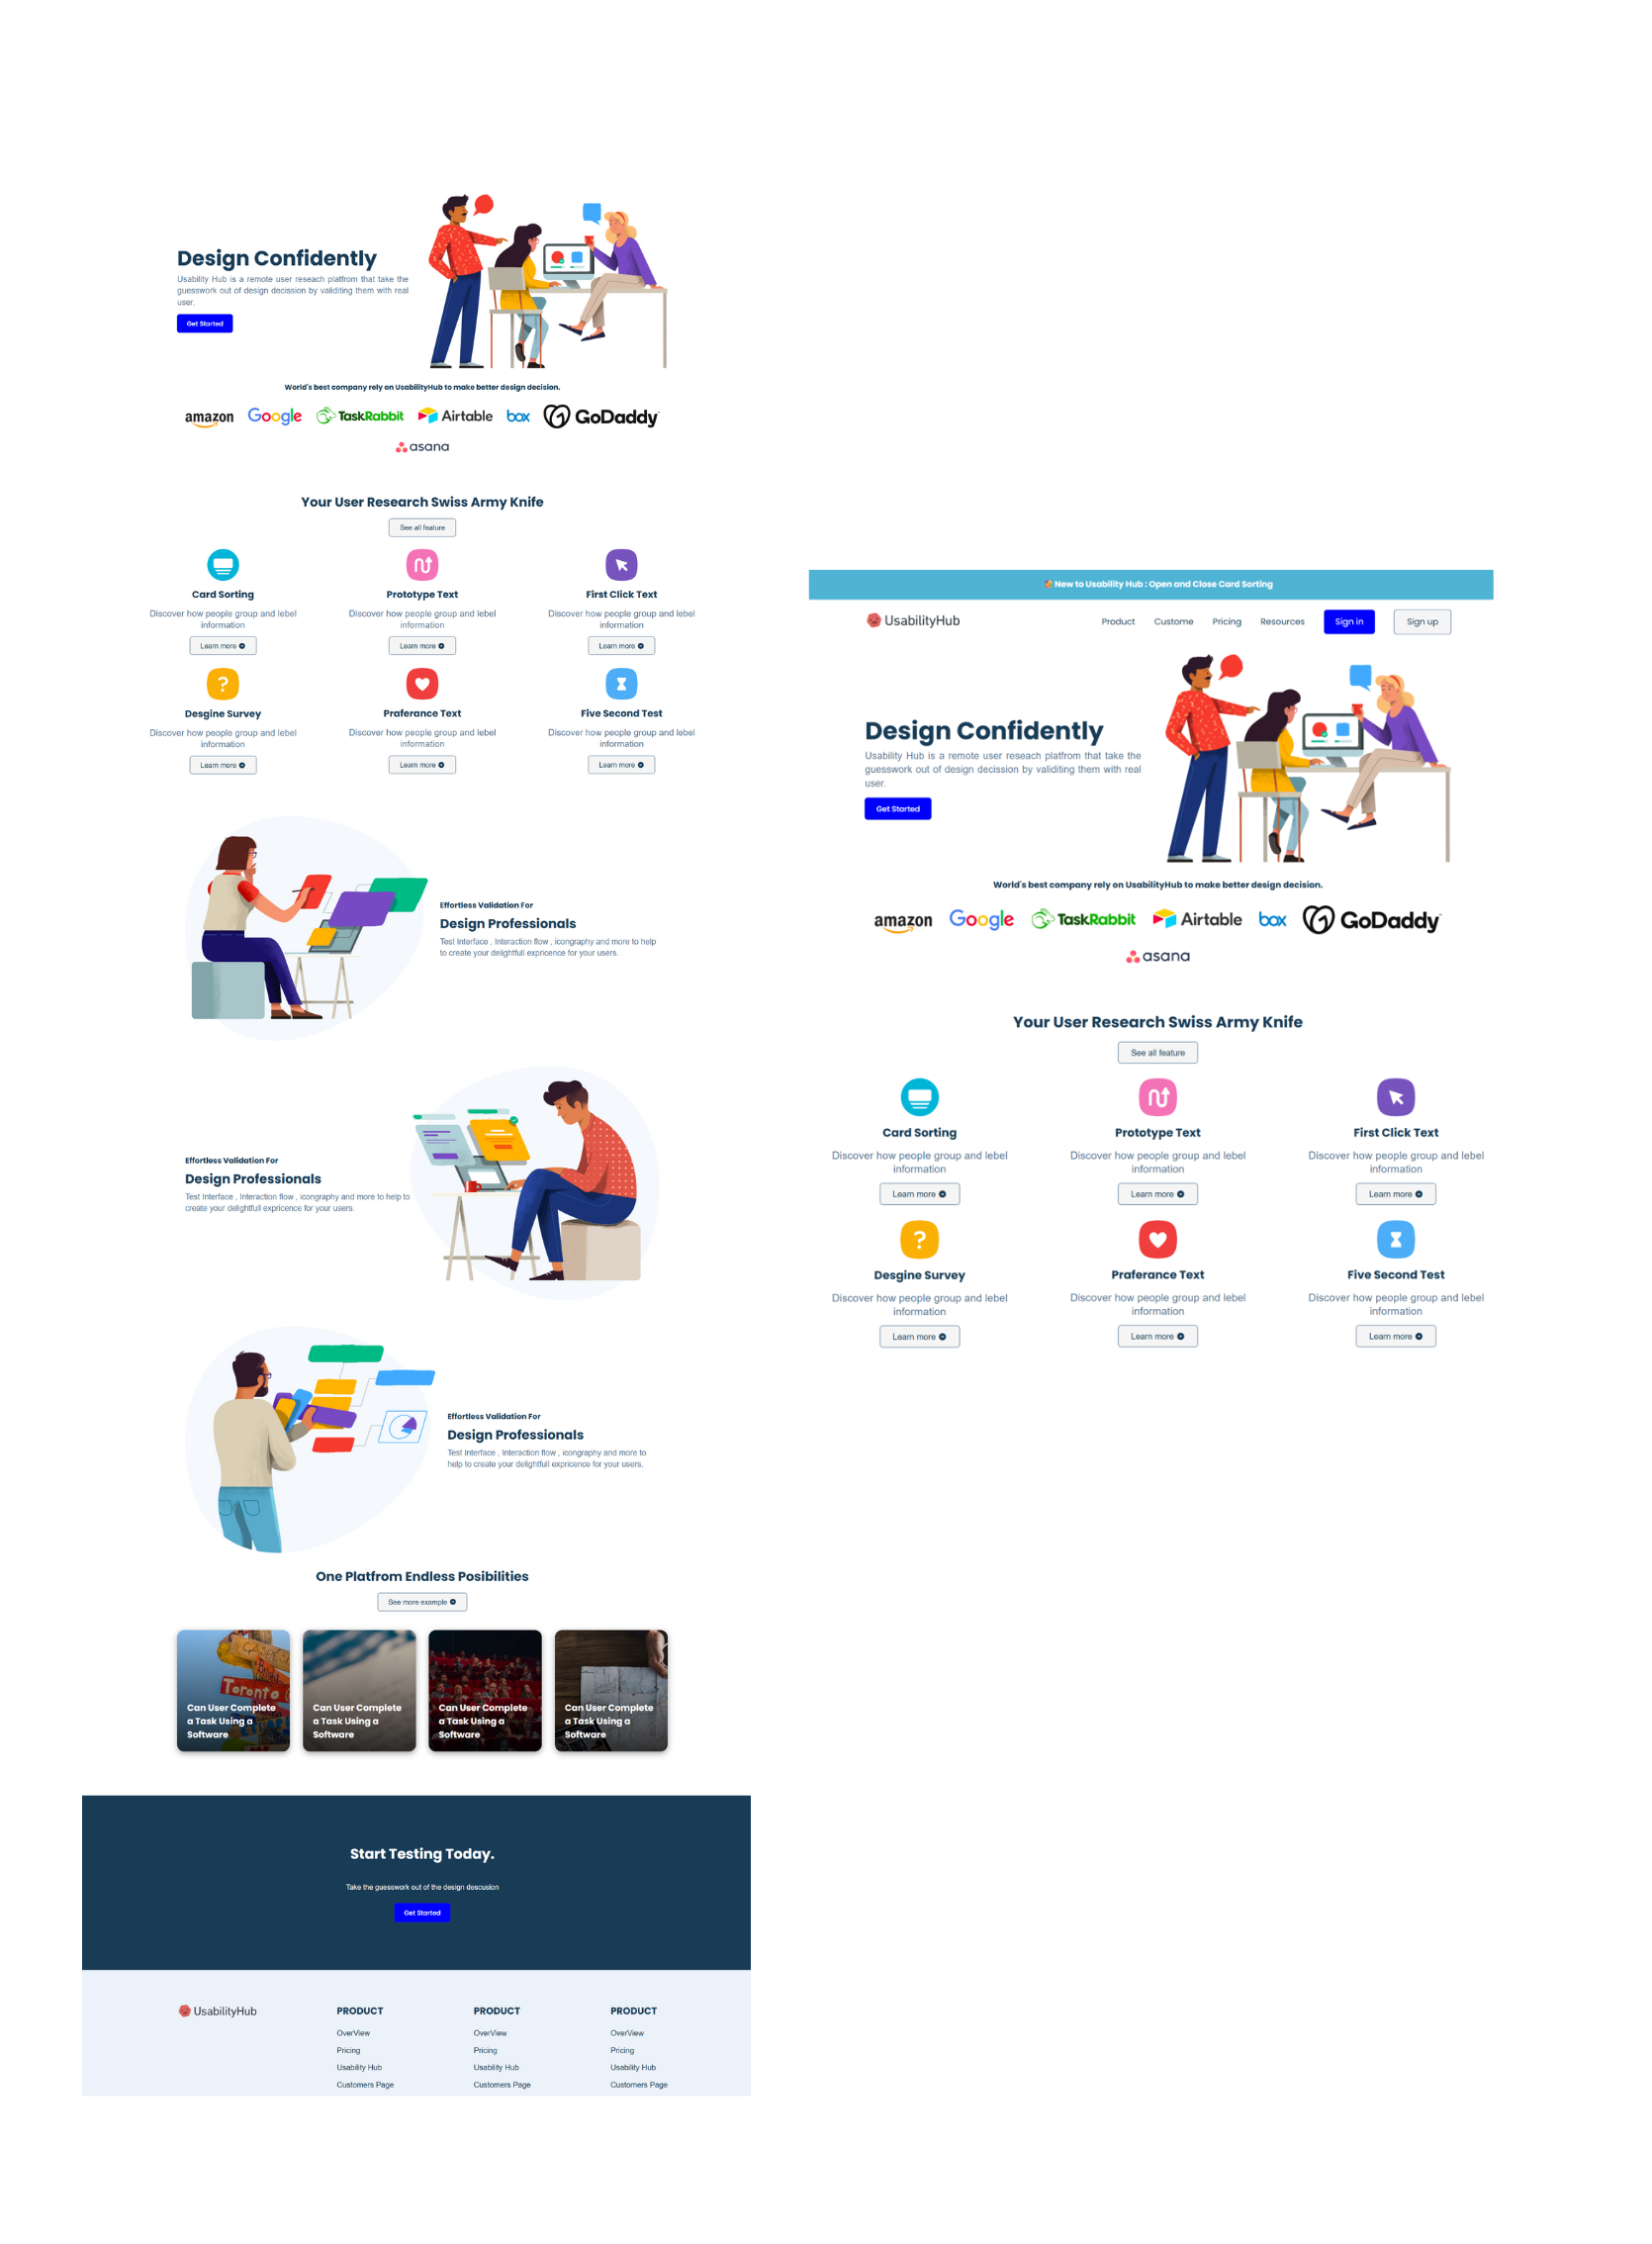 Design Confidently
Usability Hub is a remote user reseach platfrom that take the
guesswork out of design decission by validiting them with real
user.
Get Started
World's best company rely on UsabilityHub to make better design decision.
amazon Google TaskRabbit Airtable box GoDaddy
asana
Your User Research Swiss Army Knife
See all feature
Card Sorting
Discover how people group and lebel
information
Learn more
Prototype Text
Discover how people group and lebel
information
Learn more
First Click Text
Discover how people group and lebel
information
Learn more
Desgine Survey
Discover how people group and lebel
information
Learn more
Praferance Text
Discover how people group and lebel
information
Learn more
Five Second Test
Discover how people group and lebel
information
Learn more
Effortless Validation For
Design Professionals
Test Interface , Interaction flow , icongraphy and more to help
to create your delightfull expricence for your users.
Effortless Validation For
Design Professionals
Test Interface , Interaction flow , icongraphy and more to help to
create your delightfull expricence for your users.
Effortless Validation For
Design Professionals
Test Interface , Interaction flow , icongraphy and more to
help to create your delightfull expricence for your users.
One Platfrom Endless Posibilities
See more example
Toronto
Can User Complete
a Task Using a
Software
Can User Complete
a Task Using a
Software
Can User Complete
a Task Using a
Software
Can User Complete
a Task Using a
Software
Start Testing Today.
Take the guesswork out of the design descusion
Get Started
UsabilityHub
PRODUCT
OverView
Pricing
Usability Hub
Customers Page
PRODUCT
OverView
Pricing
Usability Hub
Customers Page
PRODUCT
OverView
Pricing
Usability Hub
Customers Page
New to Usability Hub : Open and Close Card Sorting
UsabilityHub
Product Custome Pricing Resources Sign in Sign up
Design Confidently
Usability Hub is a remote user reseach platfrom that take the
guesswork out of design decission by validiting them with real
user.
Get Started
World's best company rely on UsabilityHub to make better design decision.
amazon Google TaskRabbit Airtable box GoDaddy
asana
Your User Research Swiss Army Knife
See all feature
Card Sorting
Discover how people group and lebel
information
Learn more
Prototype Text
Discover how people group and lebel
information
Learn more
First Click Text
Discover how people group and lebel
information
Learn more
Desgine Survey
Discover how people group and lebel
information
Learn more
Praferance Text
Discover how people group and lebel
information
Learn more
Five Second Test
Discover how people group and lebel
information
Learn more